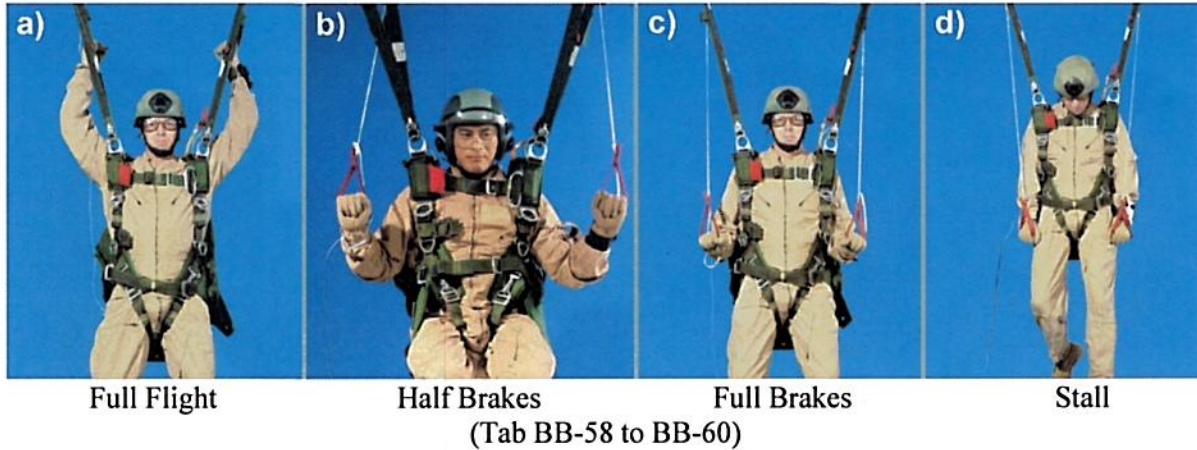 a) b) c) d)
Full Flight Half Brakes Full Brakes Stall
(Tab BB-58 to BB-60)